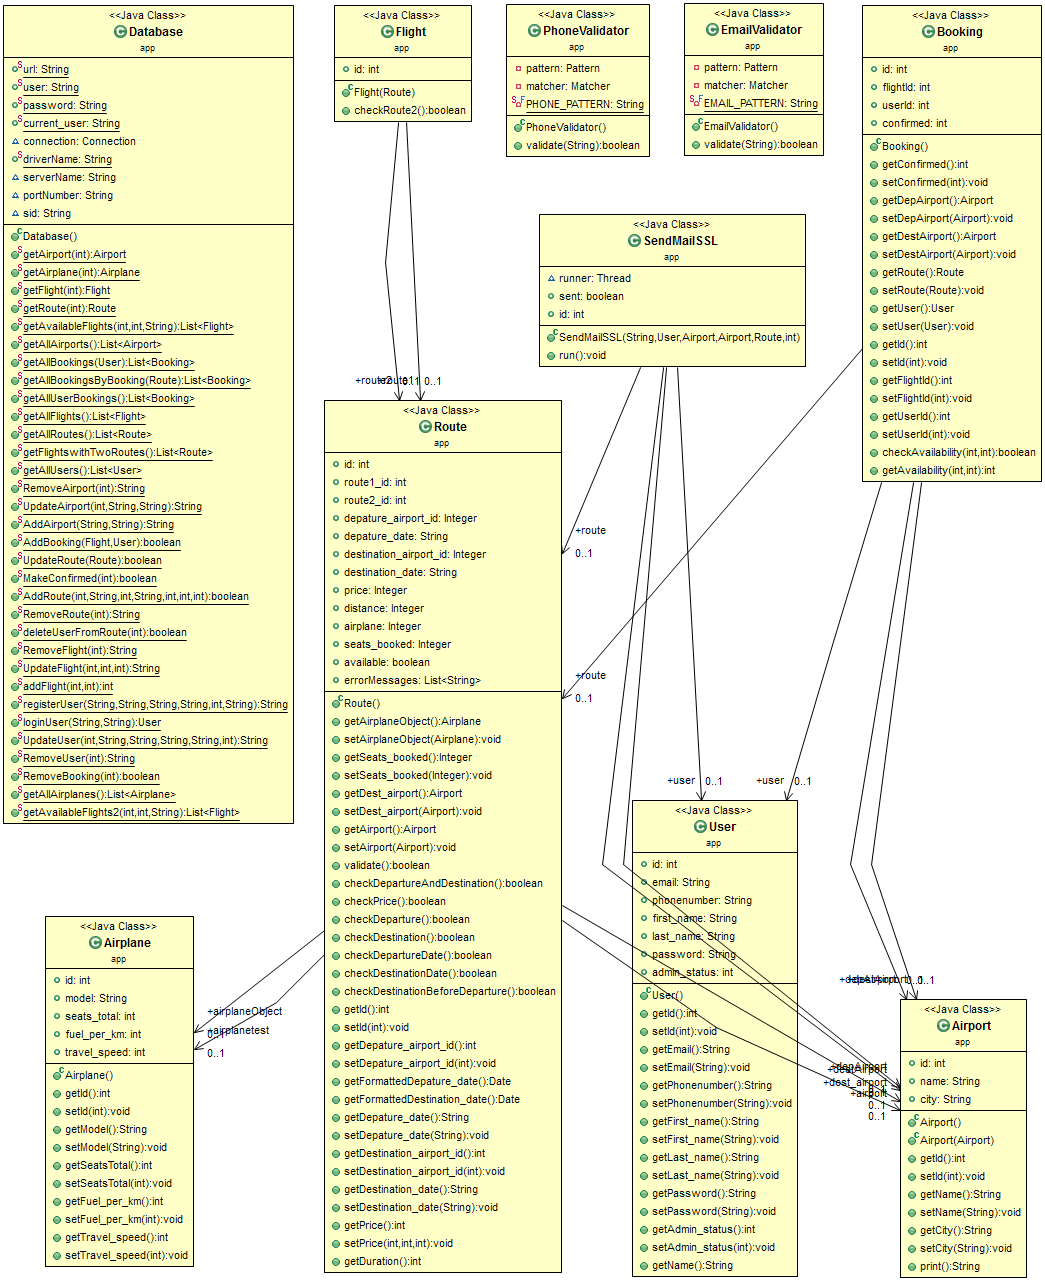 <<Java Class>>
Database
app
url: String
user: String
password: String
current_user: String
connection: Connection
driverName: String
serverName: String
portNumber: String
sid: String
Database()
getAirport(int):Airport
getAirplane(int):Airplane
getFlight(int):Flight
getRoute(int):Route
getAvailableFlights(int,int,String):List<Flight>
getAllAirports():List<Airport>
getAllBookings(User):List<Booking>
getAllBookingsByBooking(Route):List<Booking>
getAllUserBookings():List<Booking>
getAllFlights():List<Flight>
getAllRoutes():List<Route>
getFlightswithTwoRoutes():List<Route>
getAllUsers():List<User>
RemoveAirport(int):String
UpdateAirport(int,String,String):String
AddAirport(String,String):String
AddBooking(Flight,User):boolean
UpdateRoute(Route):boolean
MakeConfirmed(int):boolean
AddRoute(int,String,int,String,int,int,int):boolean
RemoveRoute(int):String
deleteUserFromRoute(int):boolean
RemoveFlight(int):String
UpdateFlight(int,int,int):String
addFlight(int,int):int
registerUser(String,String,String,String,int,String):String
loginUser(String,String):User
UpdateUser(int,String,String,String,String,int):String
RemoveUser(int):String
RemoveBooking(int):boolean
getAllAirplanes():List<Airplane>
getAvailableFlights2(int,int,String):List<Flight>
<<Java Class>>
Flight
app
id: int
Flight(Route)
checkRoute2():boolean
<<Java Class>>
PhoneValidator
app
pattern: Pattern
matcher: Matcher
PHONE_PATTERN: String
PhoneValidator()
validate(String):boolean
<<Java Class>>
EmailValidator
app
pattern: Pattern
matcher: Matcher
EMAIL_PATTERN: String
EmailValidator()
validate(String):boolean
<<Java Class>>
Booking
app
id: int
flightId: int
userId: int
confirmed: int
Booking()
getConfirmed():int
setConfirmed(int):void
getDepAirport():Airport
setDepAirport(Airport):void
getDestAirport():Airport
setDestAirport(Airport):void
getRoute():Route
setRoute(Route):void
getUser():User
setUser(User):void
getId():int
setId(int):void
getFlightId():int
setFlightId(int):void
getUserId():int
setUserId(int):void
checkAvailability(int,int):boolean
getAvailability(int,int):int
<<Java Class>>
SendMailSSL
app
runner: Thread
sent: boolean
id: int
SendMailSSL(String,User,Airport,Airport,Route,int)
run():void
+route2 0..1
+route1 0..1
<<Java Class>>
Route
app
id: int
route1_id: int
route2_id: int
depature_airport_id: Integer
depature_date: String
destination_airport_id: Integer
destination_date: String
price: Integer
distance: Integer
airplane: Integer
seats_booked: Integer
available: boolean
errorMessages: List<String>
Route()
getAirplaneObject():Airplane
setAirplaneObject(Airplane):void
getSeats_booked():Integer
setSeats_booked(Integer):void
getDest_airport():Airport
setDest_airport(Airport):void
getAirport():Airport
setAirport(Airport):void
validate():boolean
checkDepartureAndDestination():boolean
checkPrice():boolean
checkDeparture():boolean
checkDestination():boolean
checkDepartureDate():boolean
checkDestinationDate():boolean
checkDestinationBeforeDeparture():boolean
getId():int
setId(int):void
getDepature_airport_id():int
setDepature_airport_id(int):void
getFormattedDepature_date():Date
getFormattedDestination_date():Date
getDepature_date():String
setDepature_date(String):void
getDestination_airport_id():int
setDestination_airport_id(int):void
getDestination_date():String
setDestination_date(String):void
getPrice():int
setPrice(int,int,int):void
getDuration():int
+route
0..1
+route
0..1
+user 0..1
+user 0..1
<<Java Class>>
User
app
id: int
email: String
phonenumber: String
first_name: String
last_name: String
password: String
admin_status: int
User()
getId():int
setId(int):void
getEmail():String
setEmail(String):void
getPhonenumber():String
setPhonenumber(String):void
getFirst_name():String
setFirst_name(String):void
getLast_name():String
setLast_name(String):void
getPassword():String
setPassword(String):void
getAdmin_status():int
setAdmin_status(int):void
getName():String
<<Java Class>>
Airplane
app
id: int
model: String
seats_total: int
fuel_per_km: int
travel_speed: int
Airplane()
getId():int
setId(int):void
getModel():String
setModel(String):void
getSeatsTotal():int
setSeatsTotal(int):void
getFuel_per_km():int
setFuel_per_km(int):void
getTravel_speed():int
setTravel_speed(int):void
+airplaneObject
0..1
+airplanetest
0..1
+dest_airport
0..1
+airport
0..1
<<Java Class>>
Airport
app
id: int
name: String
city: String
Airport()
Airport(Airport)
getId():int
setId(int):void
getName():String
setName(String):void
getCity():String
setCity(String):void
print():String